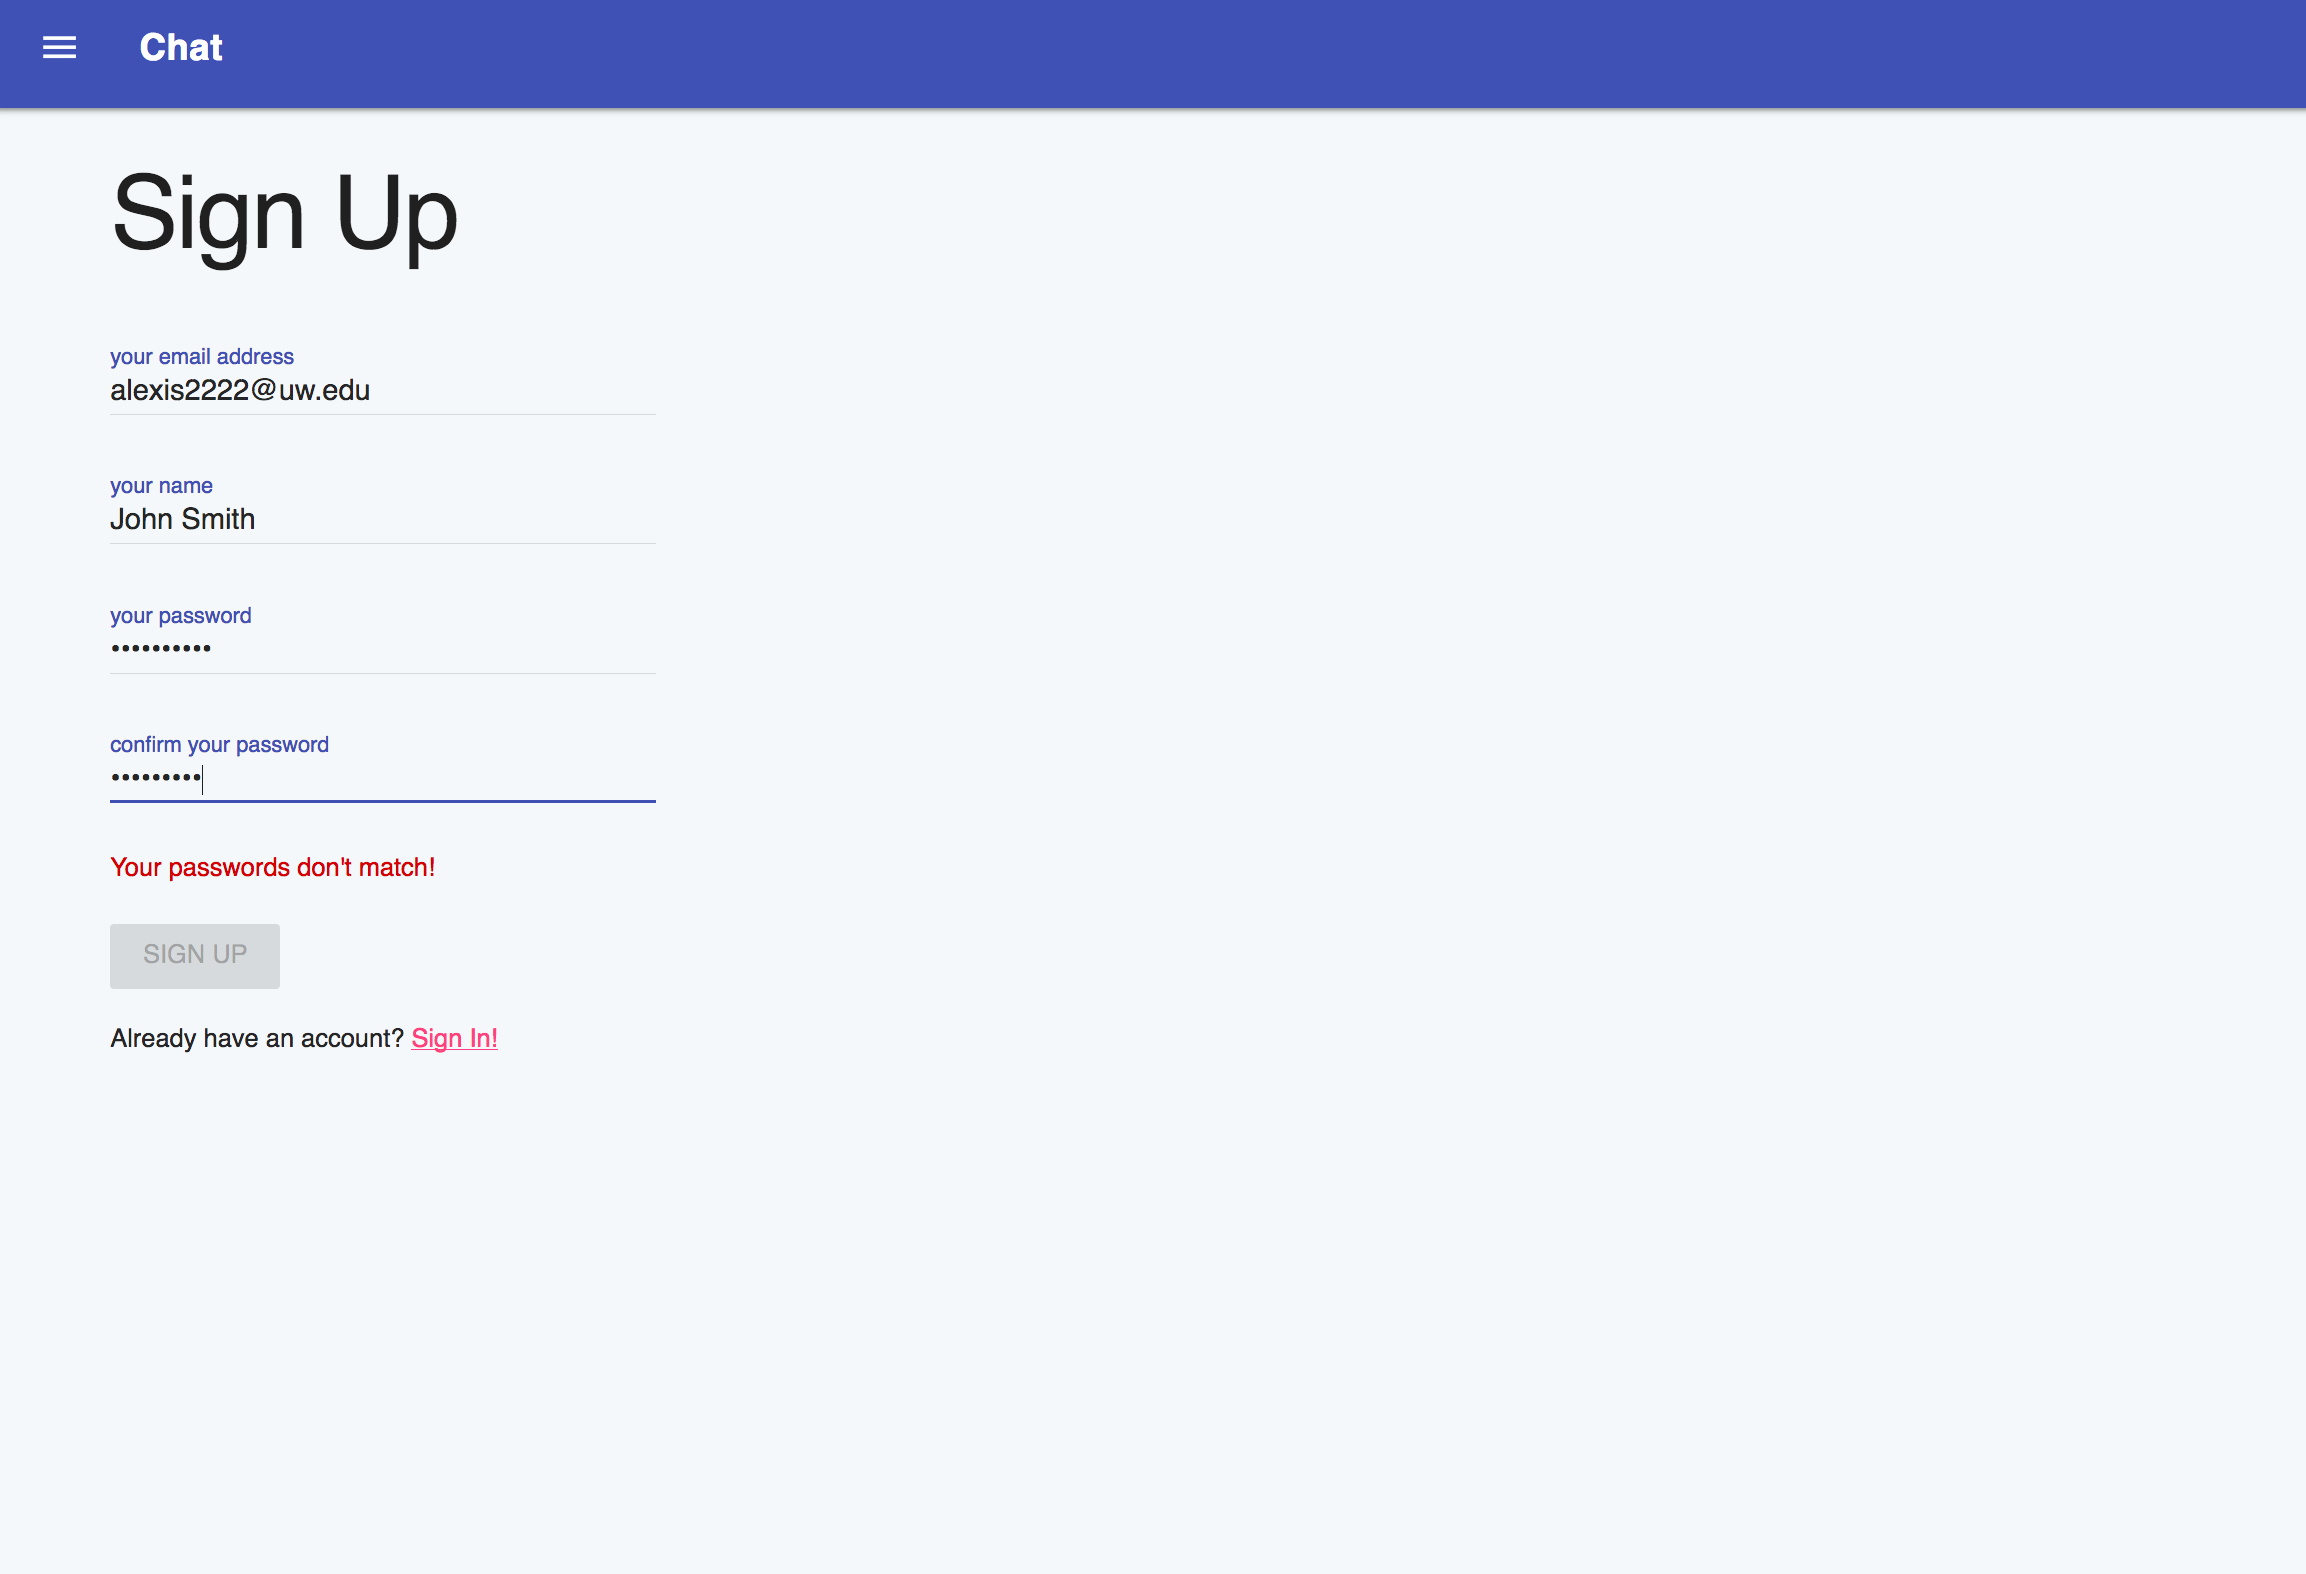 Chat
Sign Up
your email address
alexis2222@uw.edu
your name
John Smith
your password
••••••••••
confirm your password
•••••••••
Your passwords don't match!
SIGN UP
Already have an account? Sign In!